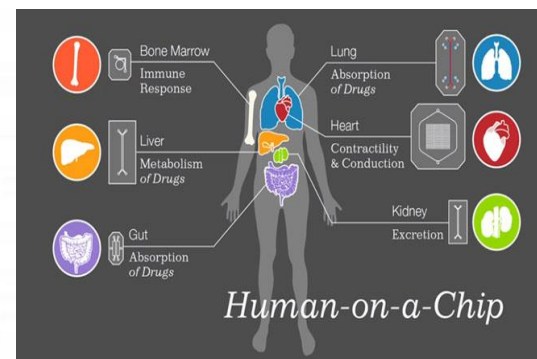 Bone Marrow
Immune
Response
Lung
Absorption
of Drugs
Liver
Metabolism
of Drugs
Heart
Contractility
& Conduction
Gut
Absorption
of Drugs
Kidney
Excretion
Human-on-a-Chip